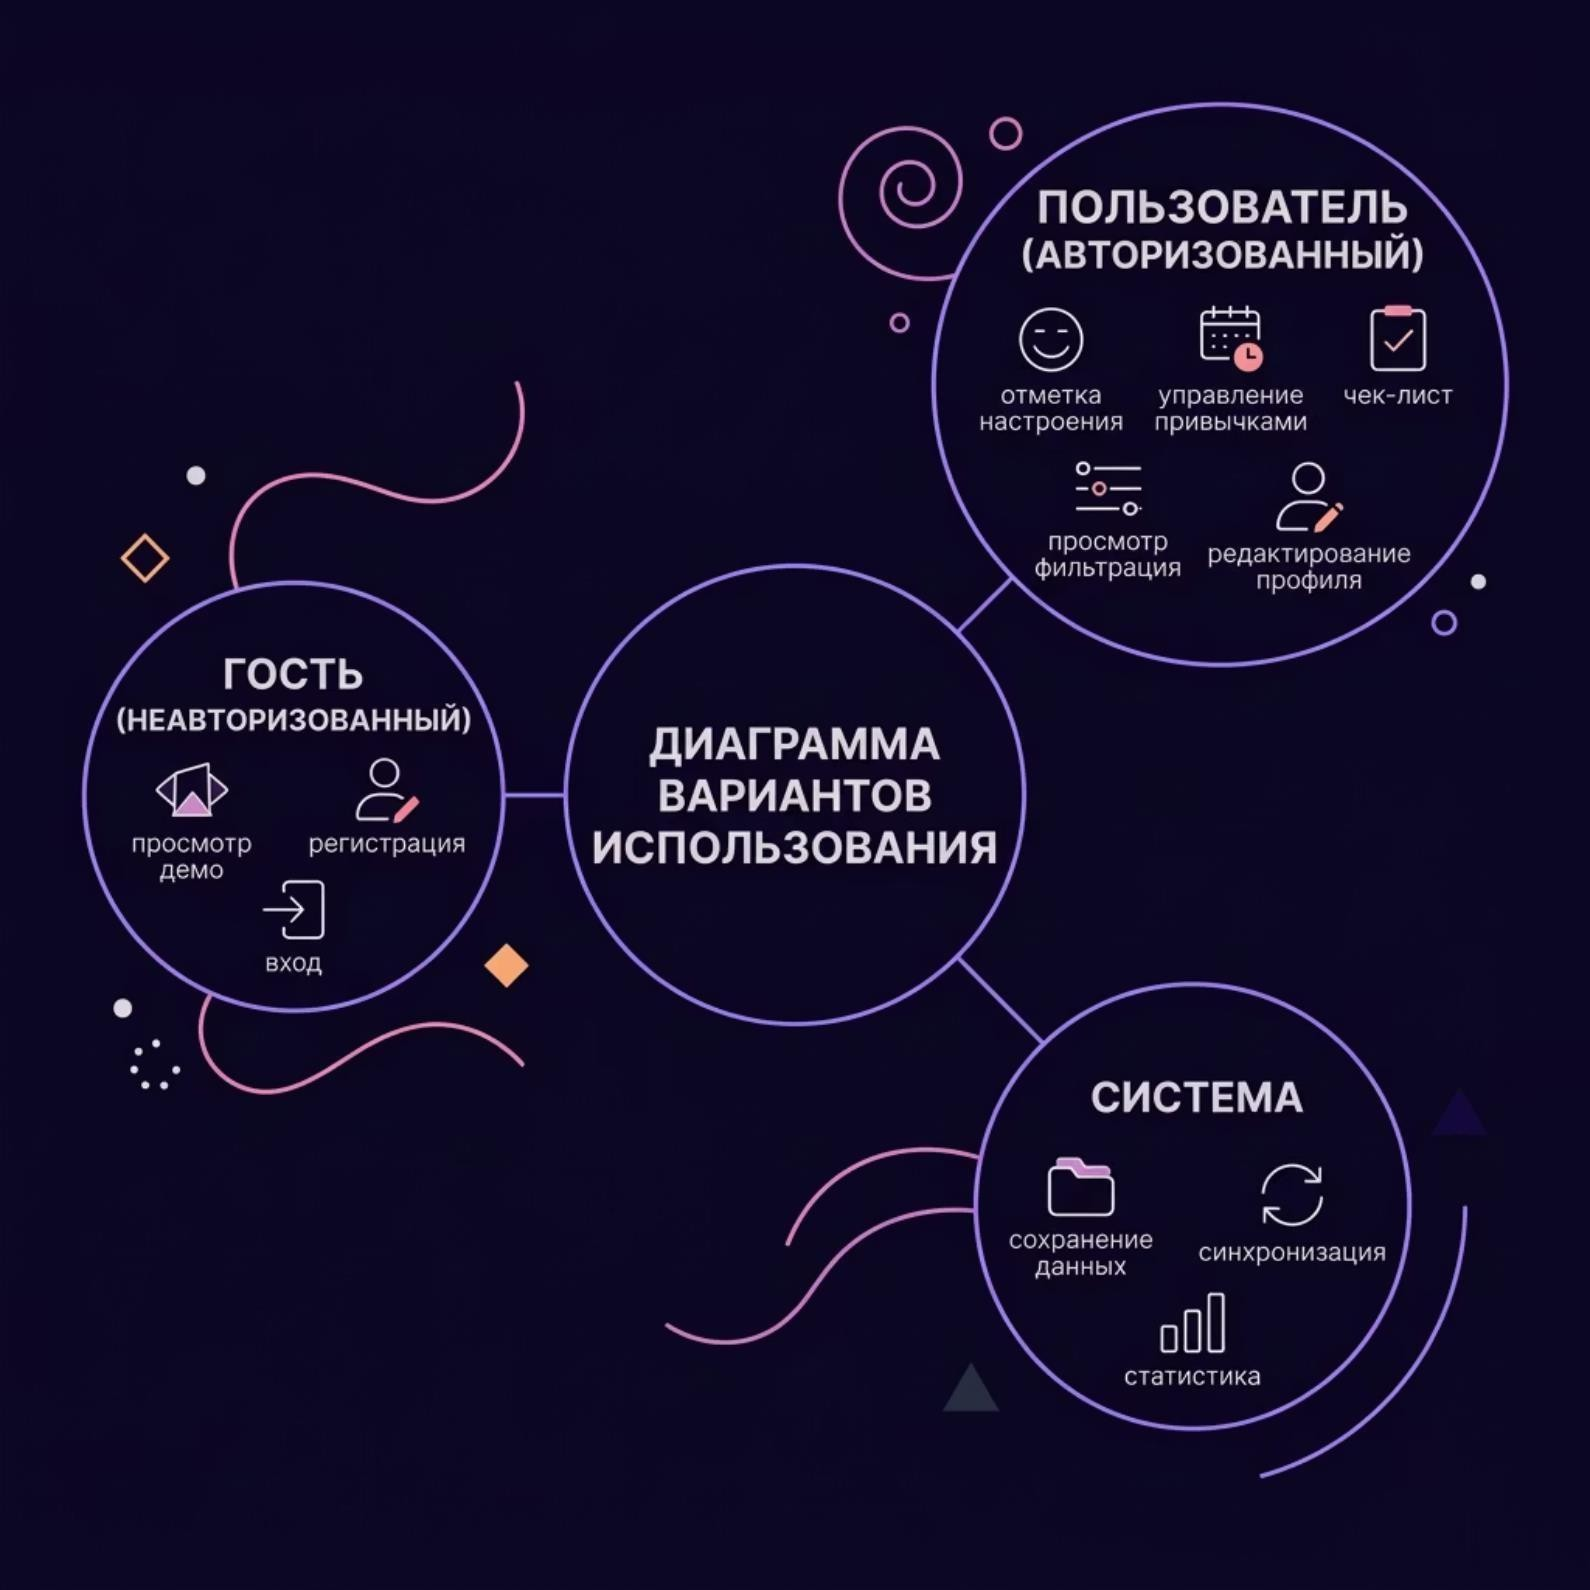 ПОЛЬЗОВАТЕЛЬ
(АВТОРИЗОВАННЫЙ)
отметка
настроения
управление
привычками
чек-лист
просмотр
фильтрация
редактирование
профиля
ГОСТЬ
(НЕАВТОРИЗОВАННЫЙ)
просмотр
демо
регистрация
вход
ДИАГРАММА
ВАРИАНТОВ
ИСПОЛЬЗОВАНИЯ
СИСТЕМА
сохранение
данных
синхронизация
статистика